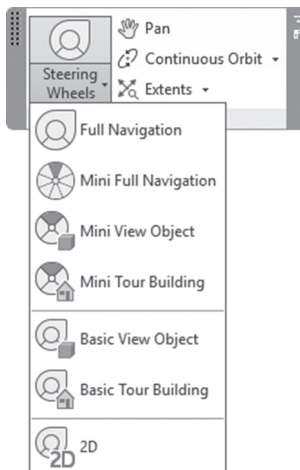 Pan
Continuous Orbit
Steering
Wheels
Extents
Full Navigation
Mini Full Navigation
Mini View Object
Mini Tour Building
Basic View Object
Basic Tour Building
2D 2D